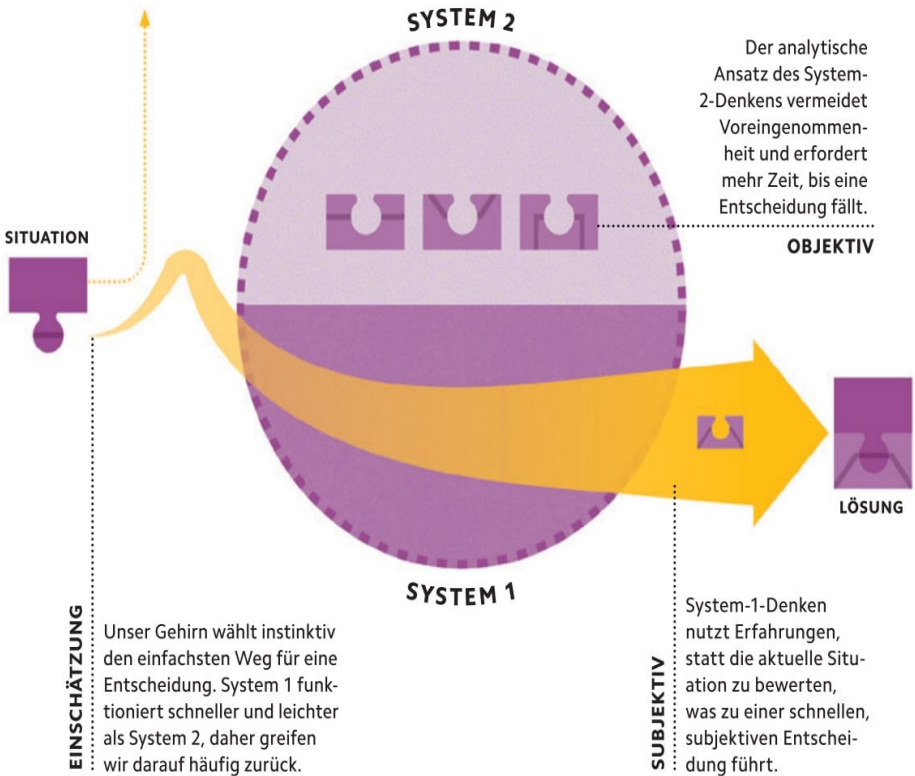 SYSTEM 2
Der analytische
Ansatz des System-
2-Denkens vermeidet
Voreingenommen-
heit und erfordert
mehr Zeit, bis eine
Entscheidung fällt.
OBJEKTIV
SITUATION
LÖSUNG
SYSTEM 1
EINSCHÄTZUNG
Unser Gehirn wählt instinktiv
den einfachsten Weg für eine
Entscheidung. System 1 funk-
tioniert schneller und leichter
als System 2, daher greifen
wir darauf häufig zurück.
SUBJEKTIV
System-1-Denken
nutzt Erfahrungen,
statt die aktuelle Situ-
ation zu bewerten,
was zu einer schnellen,
subjektiven Entschei-
dung führt.